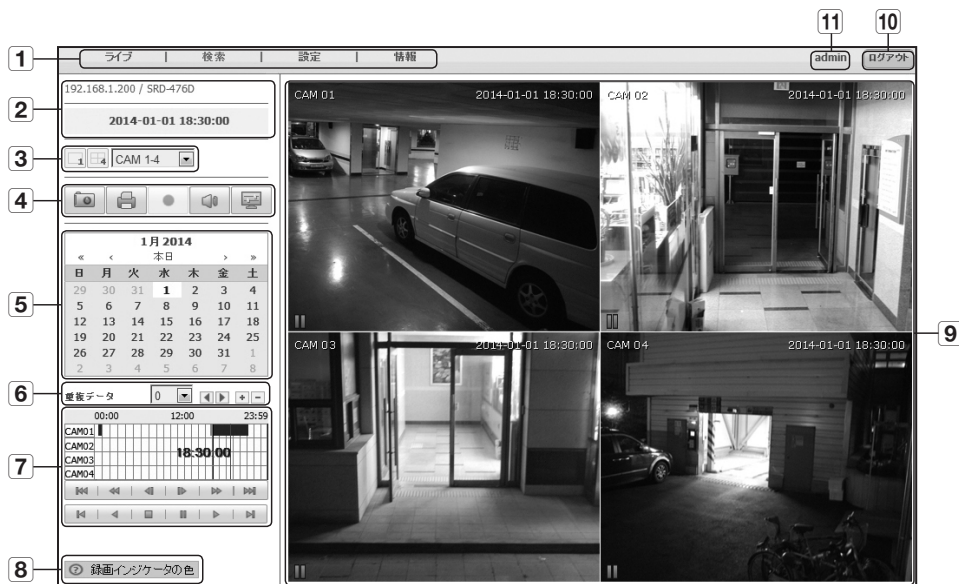 11
10
1
ライブ | 検索 | 設定 | 情報
admin
ログアウト
2
192.168.1.200 / SRD-476D
2014-01-01 18:30:00
3
1 4 CAM 1-4
4
5
1月 2014
« ‹ 本日 › »
日 月 火 水 木 金 土
29 30 31 1 2 3 4
5 6 7 8 9 10 11
12 13 14 15 16 17 18
19 20 21 22 23 24 25
26 27 28 29 30 31 1
2 3 4 5 6 7 8
6
重複データ 0
7
00:00 12:00 23:59
CAM01
CAM02
18:30:00
CAM03
CAM04
8
? 録画インジケータの色
CAM 01 2014-01-01 18:30:00
CAM 02 2014-01-01 18:30:00
9
CAM 03 2014-01-01 18:30:00
CAM 04 2014-01-01 18:30:00